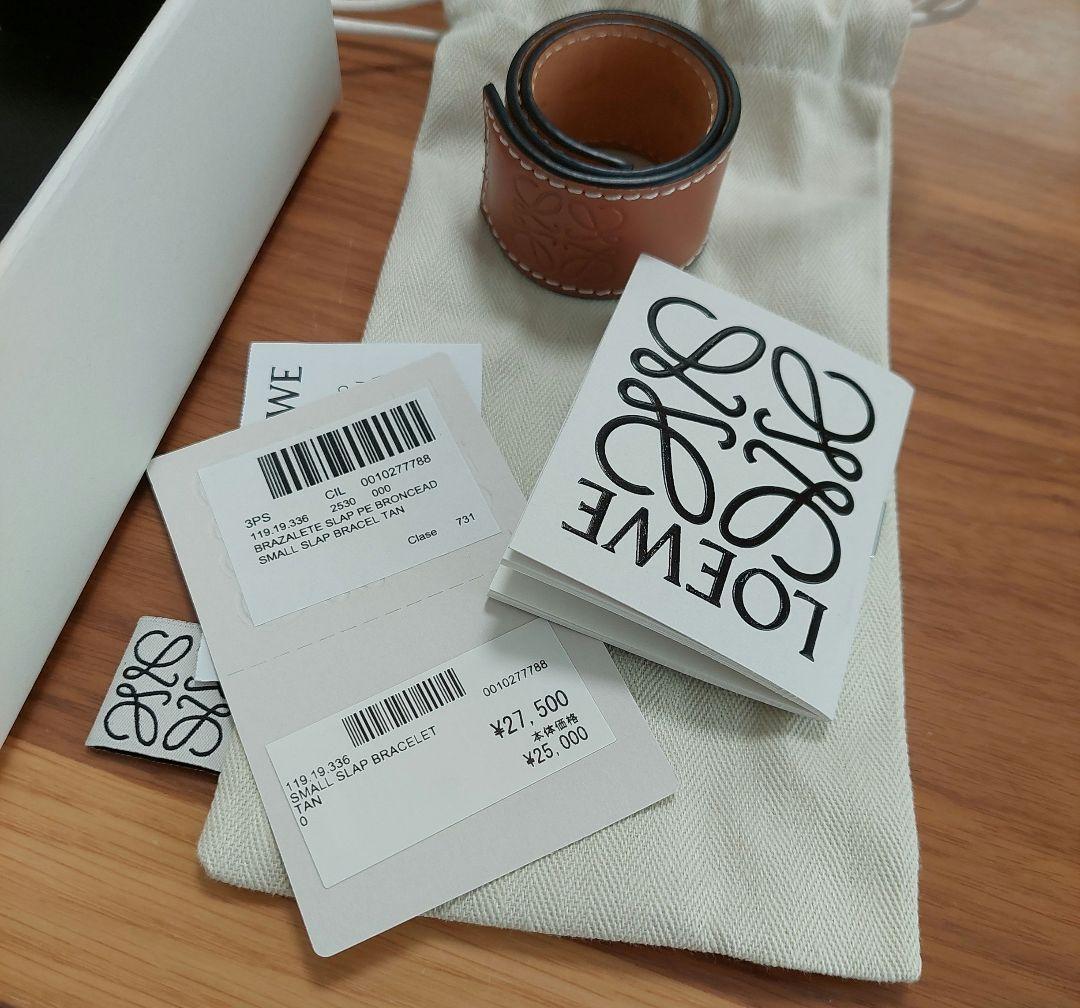 WE
CIL 0010277788
3PS 2530 000
119.19.336
BRAZALETE SLAP PE BRONCEAD
SMALL SLAP BRACEL TAN
Clase 731
LOEWE
0010277788
¥27,500
本体価格
¥25,000
119.19.336
SMALL SLAP BRACELET
TAN
0